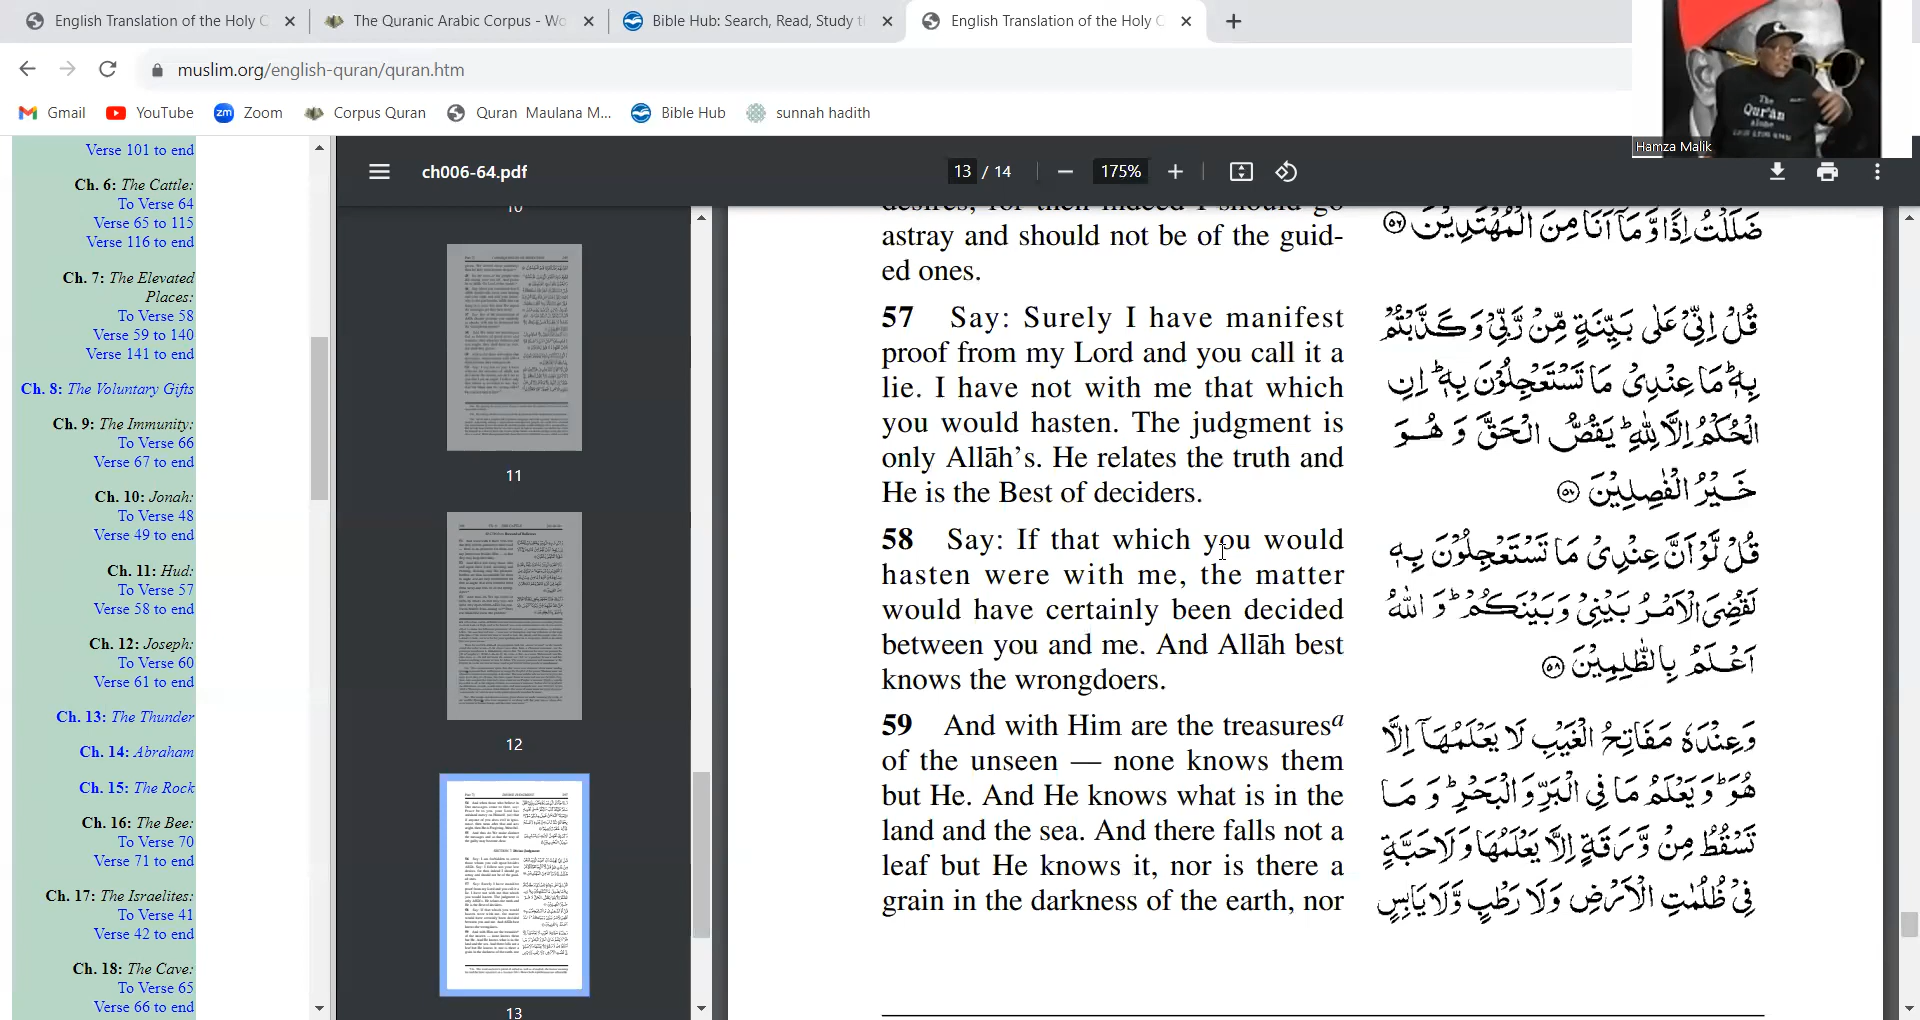 English Translation of the Holy C
The Quranic Arabic Corpus - Wo
Bible Hub: Search, Read, Study t
English Translation of the Holy C
muslim.org/english-quran/quran.htm
Gmail
YouTube
Zoom
Corpus Quran
Quran Maulana M...
Bible Hub
sunnah hadith
The
Qur'an
alone
Hamza Malik
Verse 101 to end
Ch. 6: The Cattle:
To Verse 64
Verse 65 to 115
Verse 116 to end
Ch. 7: The Elevated
Places:
To Verse 58
Verse 59 to 140
Verse 141 to end
Ch. 8: The Voluntary Gifts
Ch. 9: The Immunity:
To Verse 66
Verse 67 to end
Ch. 10: Jonah:
To Verse 48
Verse 49 to end
Ch. 11: Hud:
To Verse 57
Verse 58 to end
Ch. 12: Joseph:
To Verse 60
Verse 61 to end
Ch. 13: The Thunder
Ch. 14: Abraham
Ch. 15: The Rock
Ch. 16: The Bee:
To Verse 70
Verse 71 to end
Ch. 17: The Israelites:
To Verse 41
Verse 42 to end
Ch. 18: The Cave:
To Verse 65
Verse 66 to end
ch006-64.pdf
13 / 14
175%
10
11
12
13
desires, for then indeed I should go
astray and should not be of the guid-
ed ones.
57 Say: Surely I have manifest
proof from my Lord and you call it a
lie. I have not with me that which
you would hasten. The judgment is
only Allāh's. He relates the truth and
He is the Best of deciders.
58 Say: If that which you would
hasten were with me, the matter
would have certainly been decided
between you and me. And Allāh best
knows the wrongdoers.
59 And with Him are the treasuresa
of the unseen — none knows them
but He. And He knows what is in the
land and the sea. And there falls not a
leaf but He knows it, nor is there a
grain in the darkness of the earth, nor
ضَلَلْتُ اِذًا وَّ مَاۤ اَنَا مِنَ الْمُهْتَدِيْنَ ۝۵۶
قُلْ اِنِّيْ عَلٰى بَيِّنَةٍ مِّنْ رَّبِّيْ وَ كَذَّبْتُمْ
بِهٖ ؕ مَا عِنْدِيْ مَا تَسْتَعْجِلُوْنَ بِهٖ ؕ اِنِ
الْحُكْمُ اِلَّا لِلّٰهِ ؕ يَقُصُّ الْحَقَّ وَ هُوَ
خَيْرُ الْفٰصِلِيْنَ ۝۵۷
قُلْ لَّوْ اَنَّ عِنْدِيْ مَا تَسْتَعْجِلُوْنَ بِهٖ
لَقُضِيَ الْاَمْرُ بَيْنِيْ وَ بَيْنَكُمْ ؕ وَ اللّٰهُ
اَعْلَمُ بِالظّٰلِمِيْنَ ۝۵۸
وَ عِنْدَهٗ مَفَاتِحُ الْغَيْبِ لَا يَعْلَمُهَاۤ اِلَّا
هُوَ ؕ وَ يَعْلَمُ مَا فِي الْبَرِّ وَ الْبَحْرِ ؕ وَ مَا
تَسْقُطُ مِنْ وَّرَقَةٍ اِلَّا يَعْلَمُهَا وَ لَا حَبَّةٍ
فِيْ ظُلُمٰتِ الْاَرْضِ وَ لَا رَطْبٍ وَّ لَا يَابِسٍ